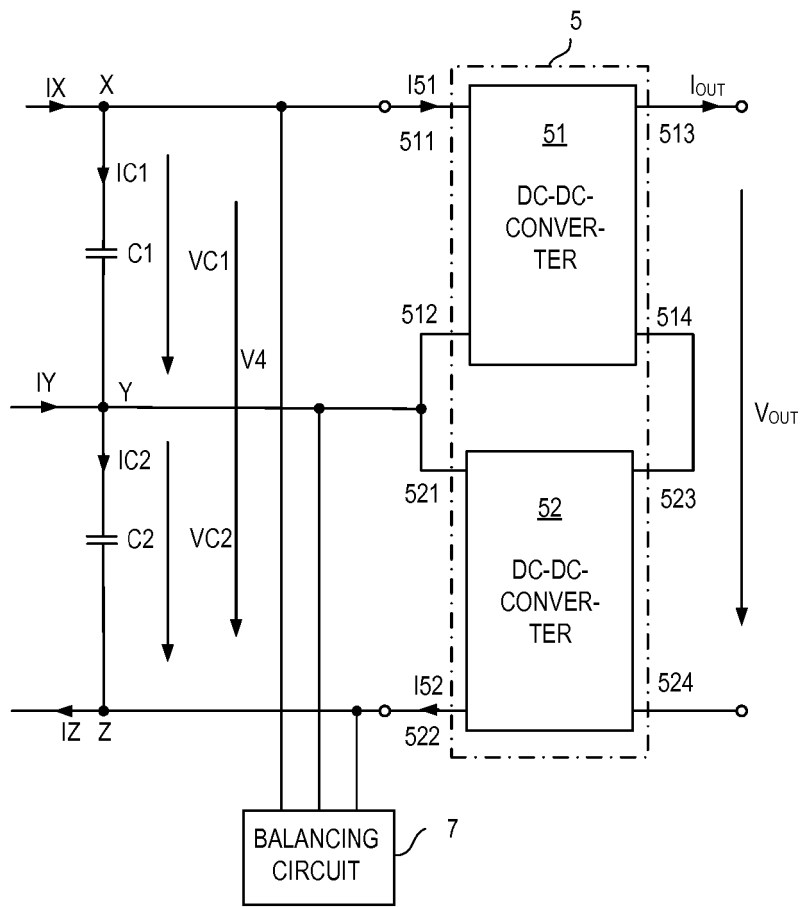 5
IX
X
I51
IOUT
511
51
513
IC1
DC-DC-
CONVER-
TER
C1
VC1
512
514
V4
IY
Y
VOUT
IC2
521
523
52
C2
VC2
DC-DC-
CONVER-
TER
I52
524
IZ
Z
522
BALANCING
CIRCUIT
7